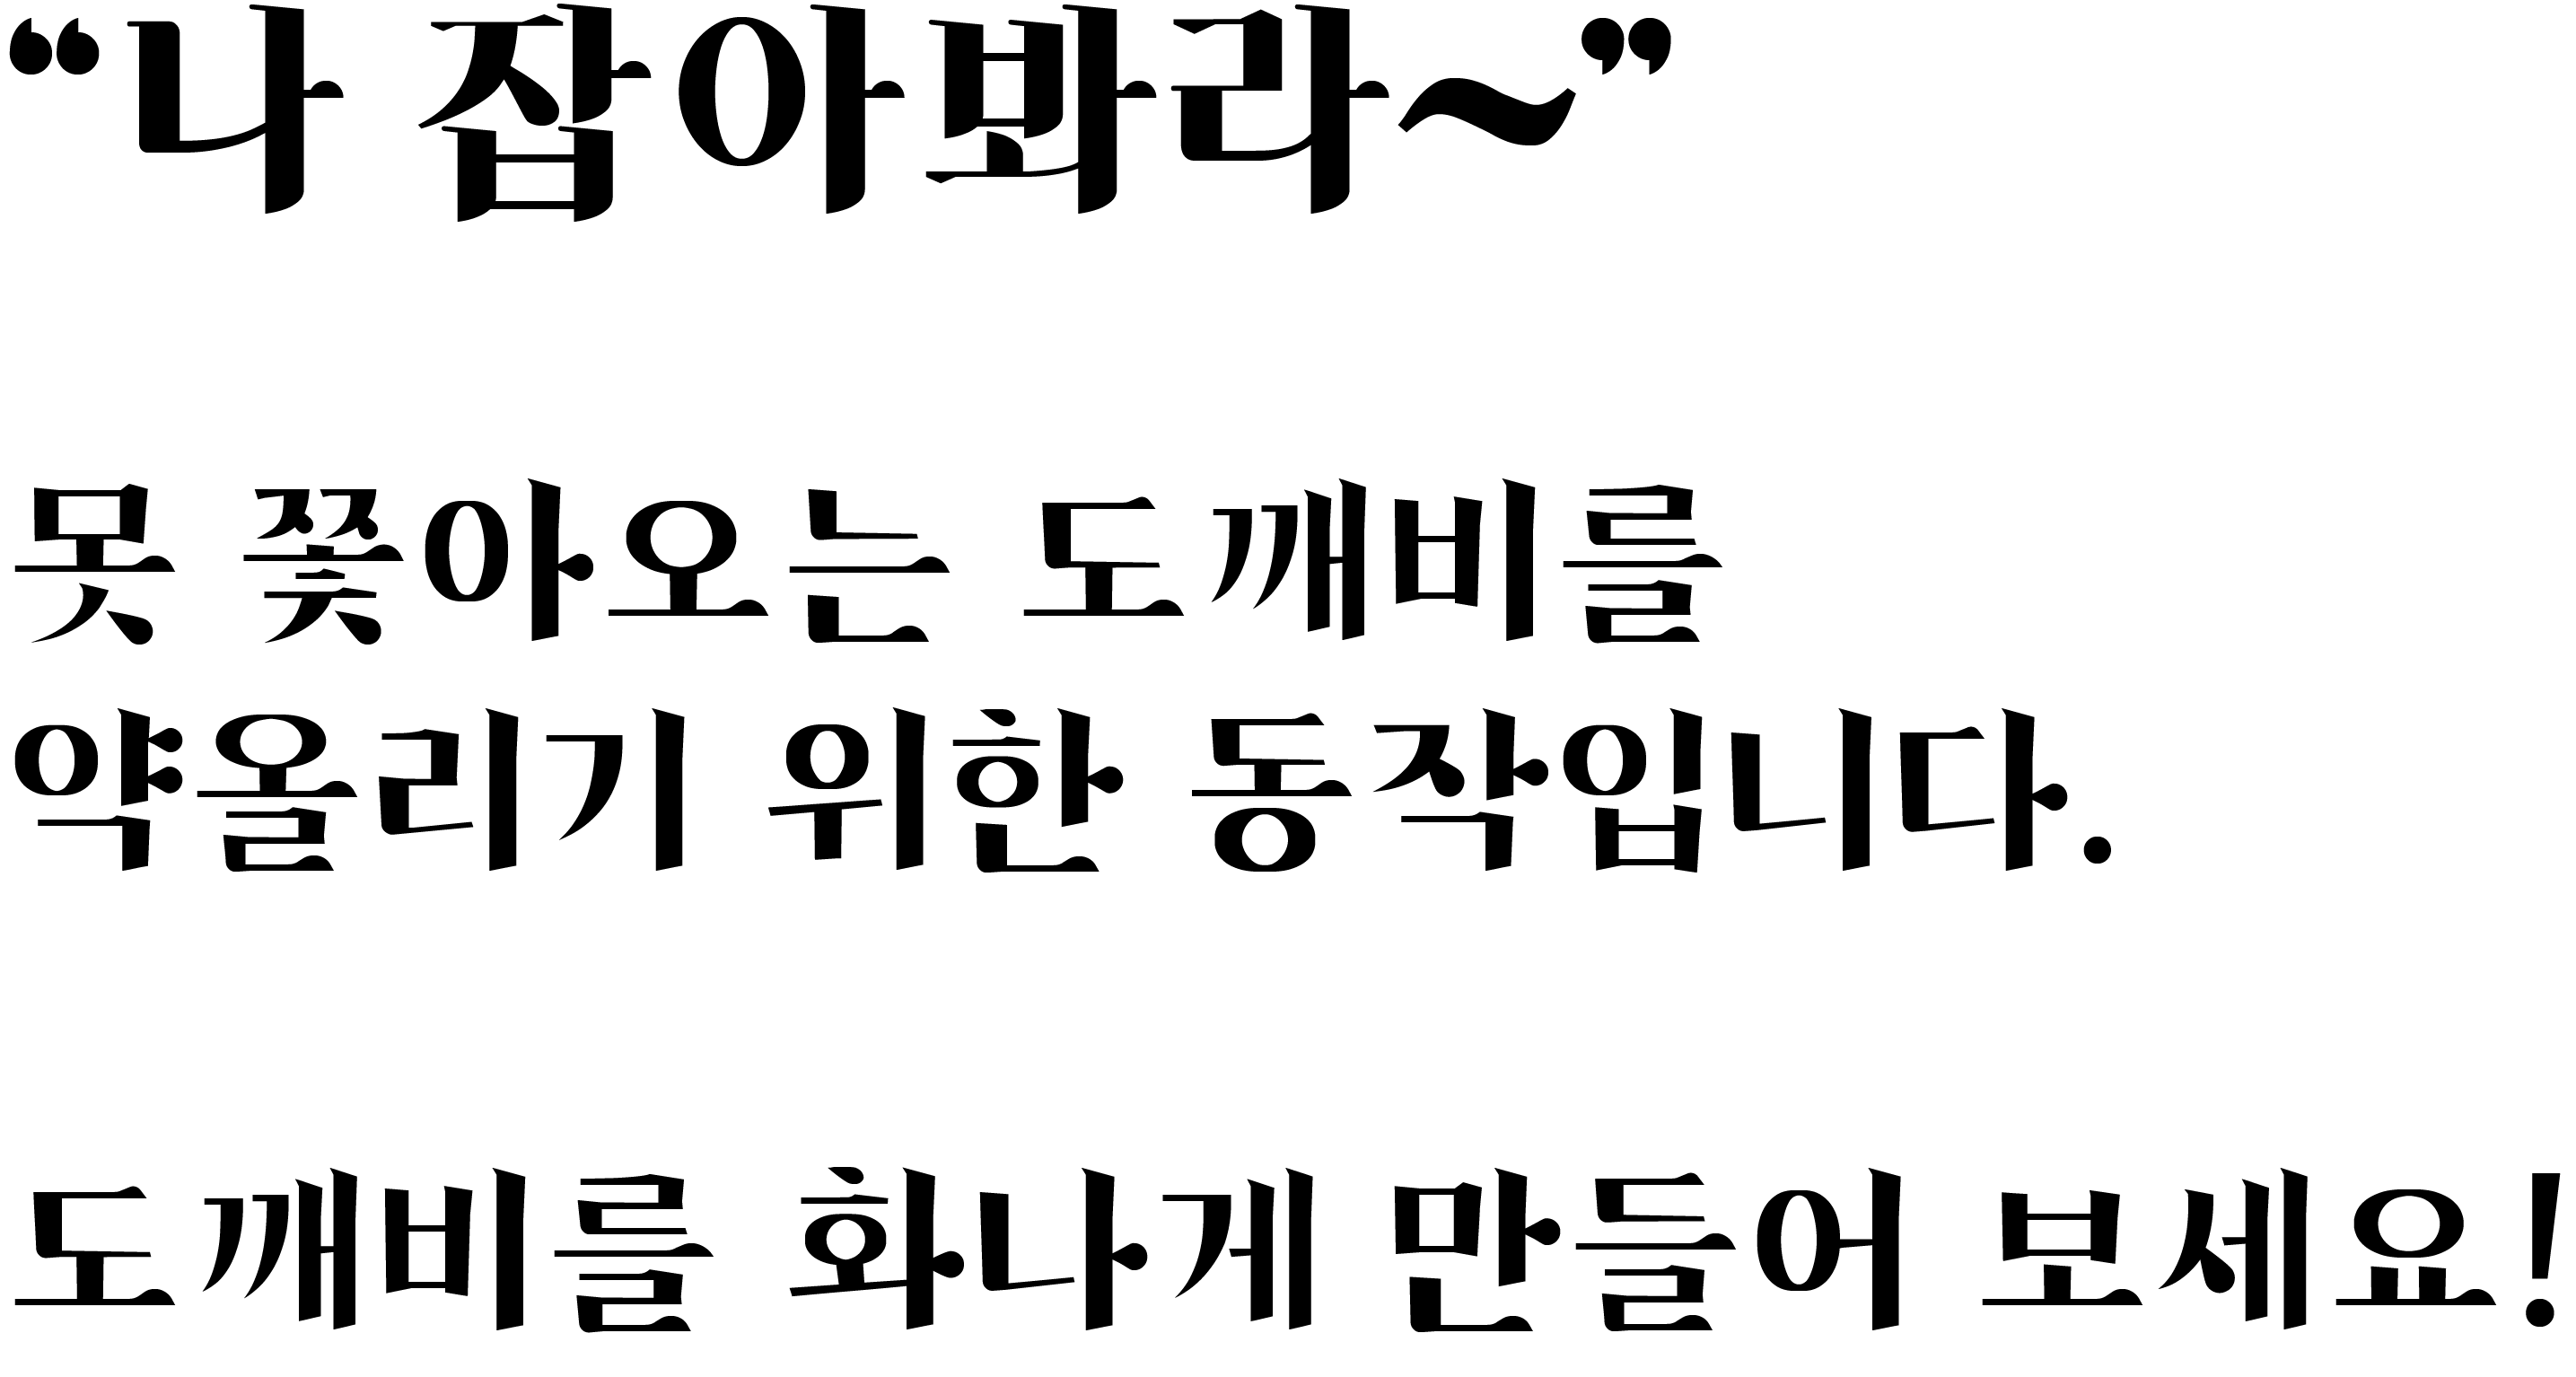 “나 잡아봐라~”
못 쫓아오는 도깨비를
약올리기 위한 동작입니다.
도깨비를 화나게 만들어 보세요!